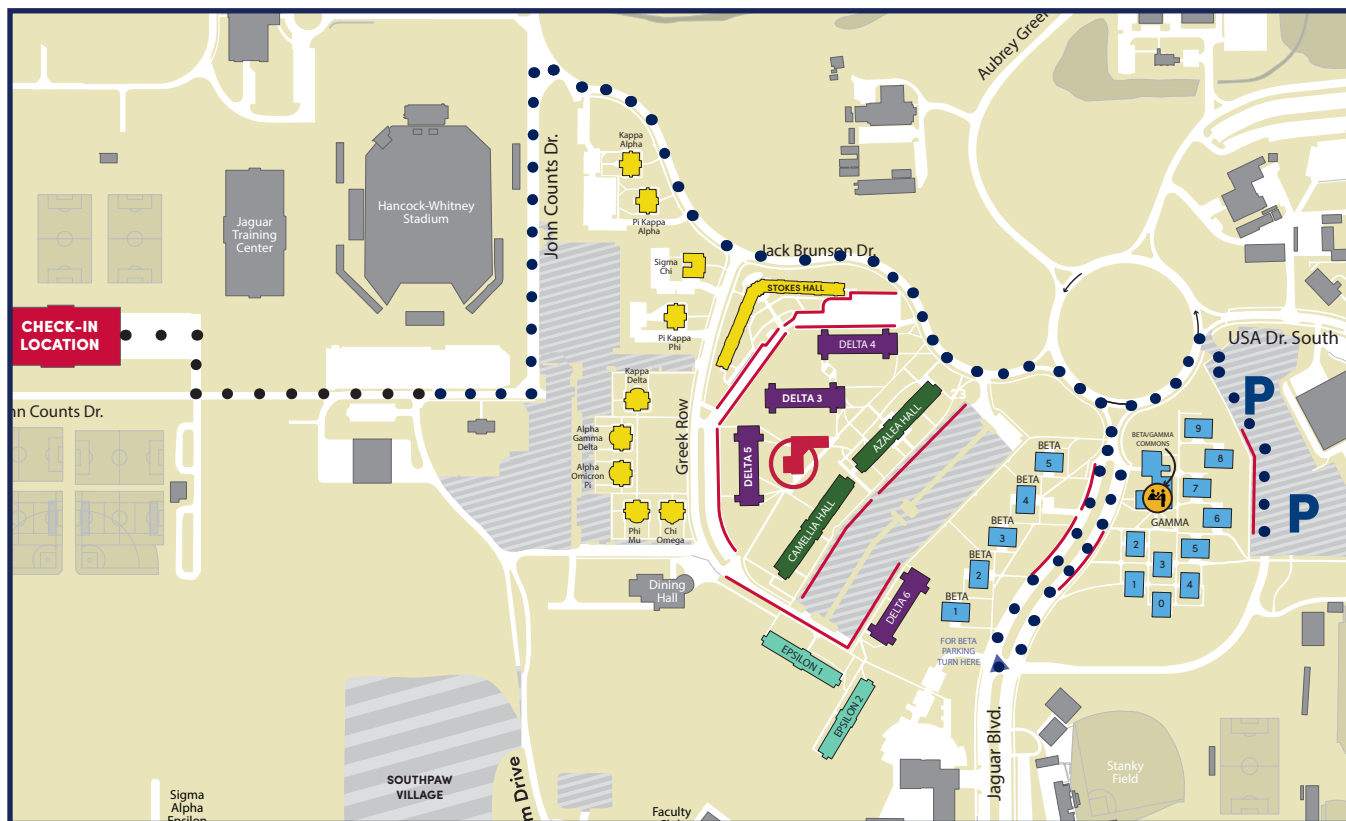 Aubrey Green
John Counts Dr.
Kappa
Alpha
Hancock-Whitney
Stadium
Jaguar
Training
Center
Pi Kappa
Alpha
Jack Brunson Dr.
Sigma
Chi
STOKES HALL
CHECK-IN
LOCATION
Pi Kappa
Phi
DELTA 4
USA Dr. South
Kappa
Delta
DELTA 3
23
P
nn Counts Dr.
Alpha
Gamma
Delta
Greek Row
AZALEA HALL
BETA/GAMMA
COMMONS
9
Alpha
Omicron
Pi
DELTA 5
BETA
5
8
BETA
4
7
P
Phi
Mu
Chi
Omega
CAMELLIA HALL
GAMMA
6
BETA
3
2
5
BETA
2
3
1
4
0
Dining
Hall
DELTA 6
BETA
1
FOR BETA
PARKING
TURN HERE
EPSILON 1
EPSILON 2
Jaguar Blvd.
Stanky
Field
SOUTHPAW
VILLAGE
m Drive
Sigma
Alpha
Epsilon
Faculty